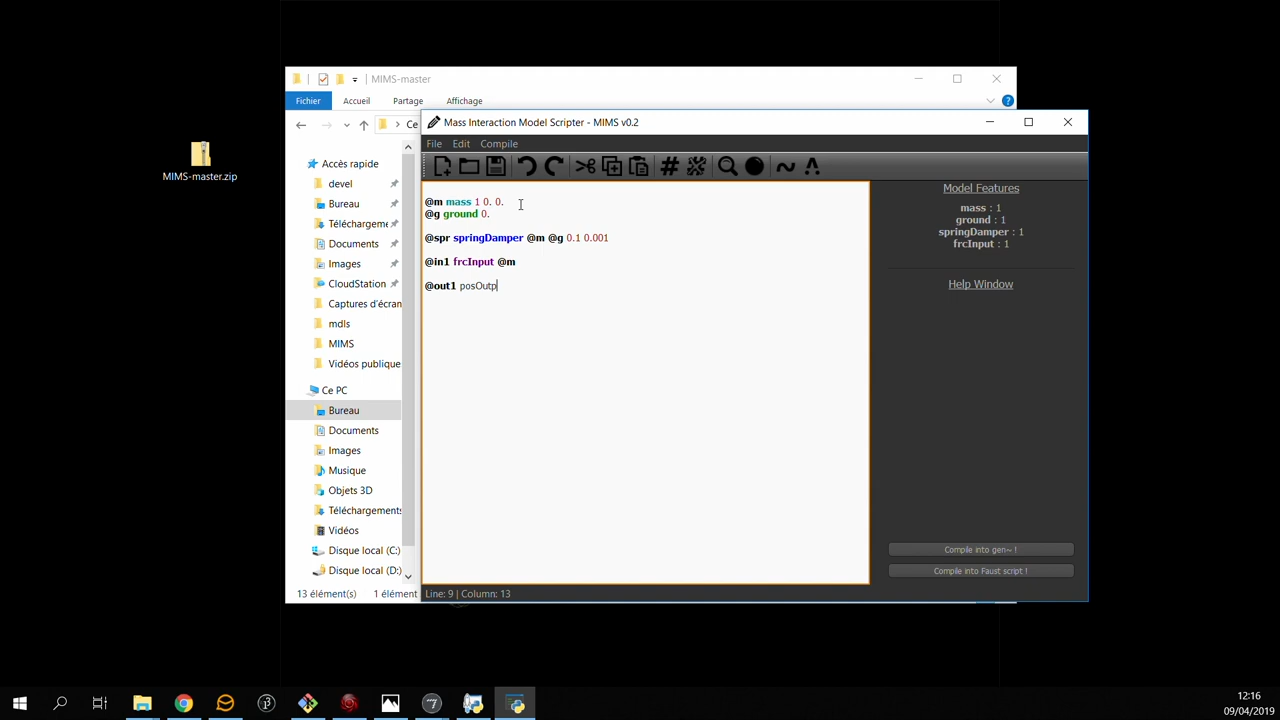 MIMS-master
Fichier
Accueil
Partage
Affichage
Ce
Accès rapide
devel
Bureau
Téléchargeme
Documents
Images
CloudStation
Captures d'écran
mdls
MIMS
Vidéos publique
Ce PC
Bureau
Documents
Images
Musique
Objets 3D
Téléchargements
Vidéos
Disque local (C:)
Disque local (D:)
13 élément(s) 1 élément
MIMS-master.zip
Mass Interaction Model Scripter - MIMS v0.2
File Edit Compile
@m mass 1 0. 0.
@g ground 0.
@spr springDamper @m @g 0.1 0.001
@in1 frcInput @m
@out1 posOutp
Line: 9 | Column: 13
Model Features
mass : 1
ground : 1
springDamper : 1
frcInput : 1
Help Window
Compile into gen~ !
Compile into Faust script !
12:16
09/04/2019